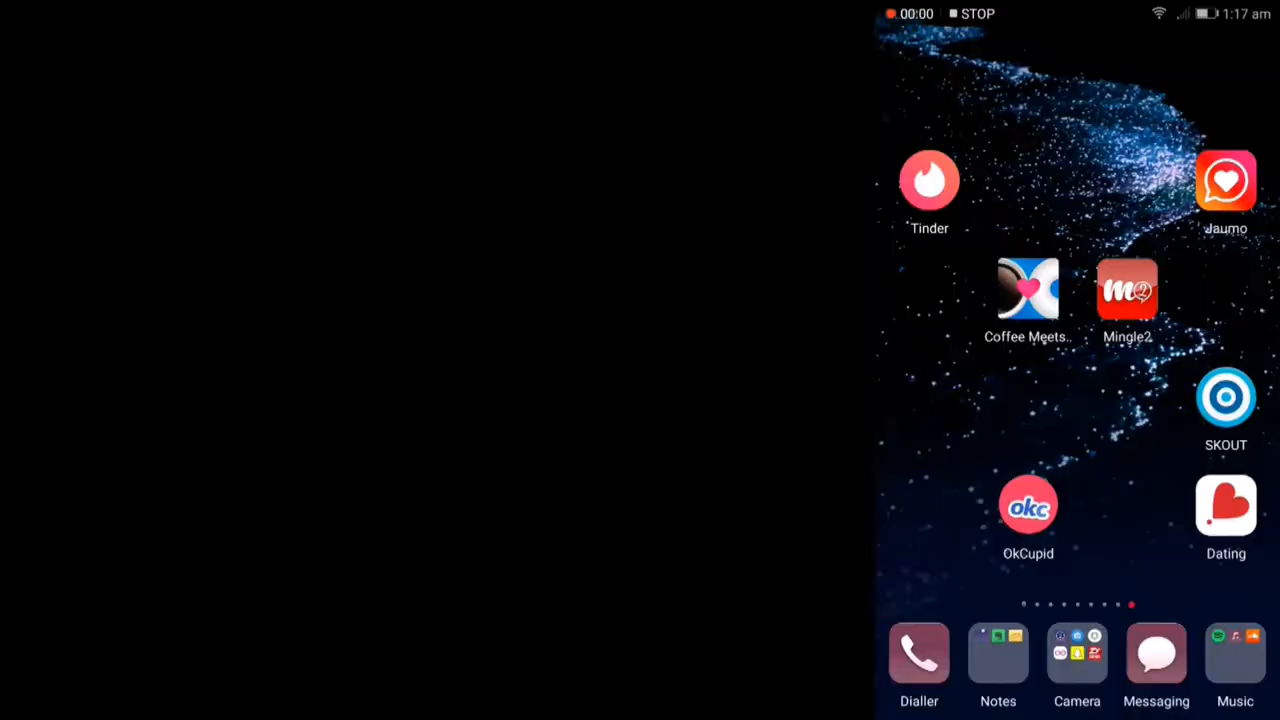 00:00 STOP 1:17 am
Tinder Jaumo
Coffee Meets.. Mingle2
SKOUT
okc
OkCupid Dating
Dialler Notes Camera Messaging Music